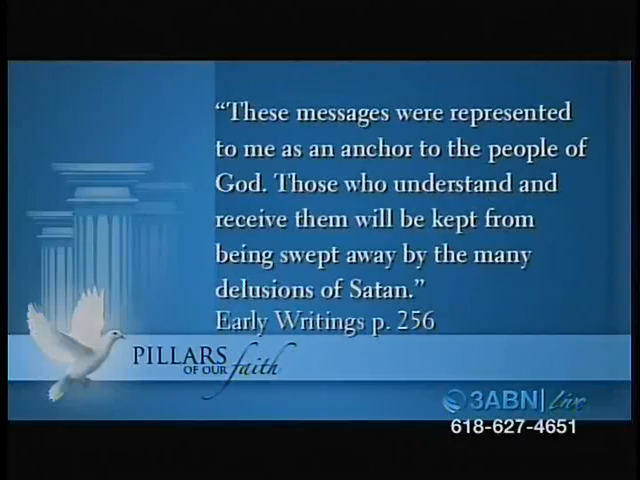 “These messages were represented
to me as an anchor to the people of
God. Those who understand and
receive them will be kept from
being swept away by the many
delusions of Satan.”
Early Writings p. 256
PILLARS
OF OUR faith
3ABN Live
618-627-4651